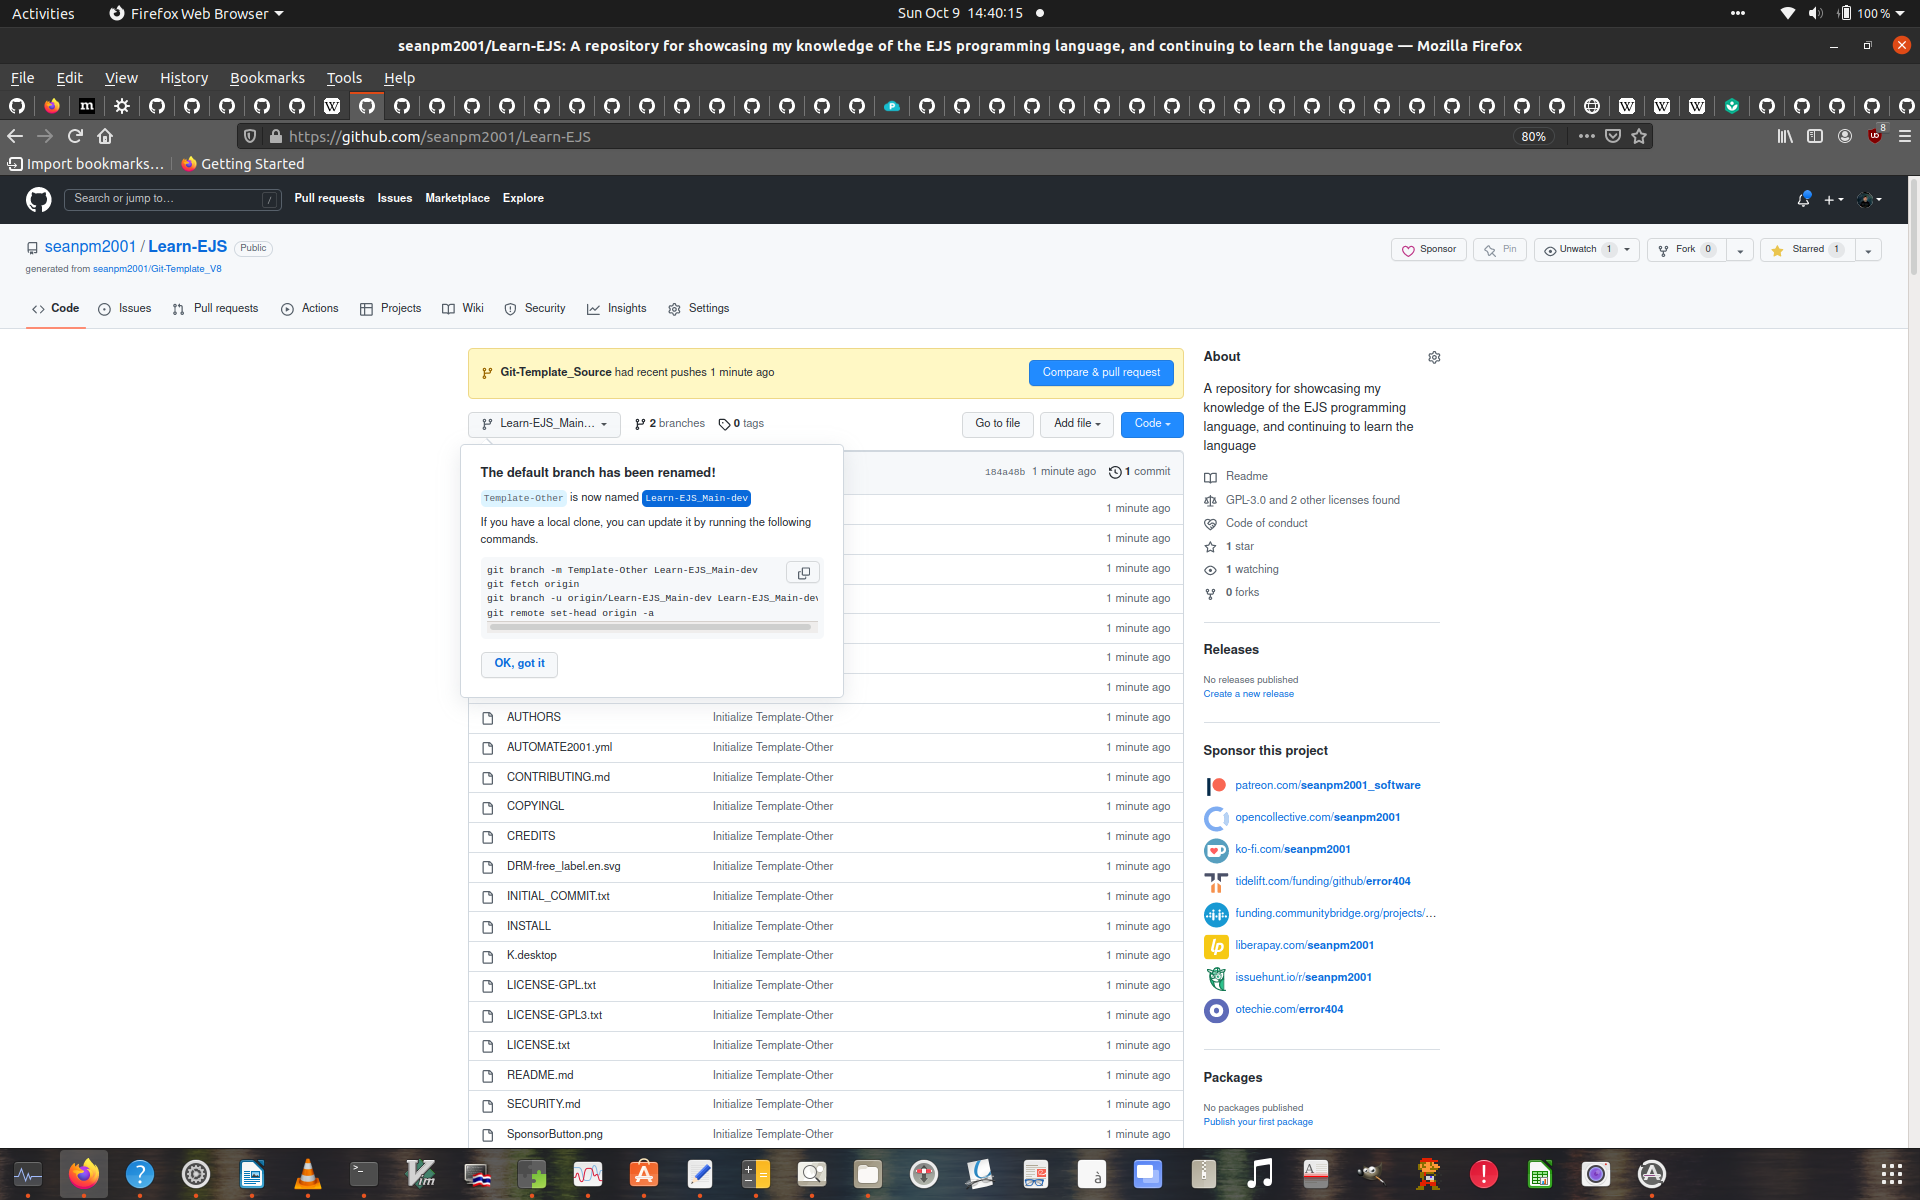 Activities
Firefox Web Browser
Sun Oct 9 14:40:15
100 %
seanpm2001/Learn-EJS: A repository for showcasing my knowledge of the EJS programming language, and continuing to learn the language — Mozilla Firefox
File Edit View History Bookmarks Tools Help
https://github.com/seanpm2001/Learn-EJS
80%
8
Import bookmarks…
Getting Started
Search or jump to…
/
Pull requests Issues Marketplace Explore
seanpm2001 / Learn-EJS Public
generated from seanpm2001/Git-Template_V8
Sponsor
Pin
Unwatch 1
Fork 0
Starred 1
Code
Issues
Pull requests
Actions
Projects
Wiki
Security
Insights
Settings
Git-Template_Source had recent pushes 1 minute ago
Compare & pull request
Learn-EJS_Main...
2 branches
0 tags
Go to file
Add file
Code
184a48b 1 minute ago 1 commit
The default branch has been renamed!
Template-Other is now named Learn-EJS_Main-dev
If you have a local clone, you can update it by running the following
commands.
git branch -m Template-Other Learn-EJS_Main-dev
git fetch origin
git branch -u origin/Learn-EJS_Main-dev Learn-EJS_Main-dev
git remote set-head origin -a
OK, got it
1 minute ago
1 minute ago
1 minute ago
1 minute ago
1 minute ago
1 minute ago
1 minute ago
AUTHORS Initialize Template-Other 1 minute ago
AUTOMATE2001.yml Initialize Template-Other 1 minute ago
CONTRIBUTING.md Initialize Template-Other 1 minute ago
COPYINGL Initialize Template-Other 1 minute ago
CREDITS Initialize Template-Other 1 minute ago
DRM-free_label.en.svg Initialize Template-Other 1 minute ago
INITIAL_COMMIT.txt Initialize Template-Other 1 minute ago
INSTALL Initialize Template-Other 1 minute ago
K.desktop Initialize Template-Other 1 minute ago
LICENSE-GPL.txt Initialize Template-Other 1 minute ago
LICENSE-GPL3.txt Initialize Template-Other 1 minute ago
LICENSE.txt Initialize Template-Other 1 minute ago
README.md Initialize Template-Other 1 minute ago
SECURITY.md Initialize Template-Other 1 minute ago
SponsorButton.png Initialize Template-Other 1 minute ago
About
A repository for showcasing my
knowledge of the EJS programming
language, and continuing to learn the
language
Readme
GPL-3.0 and 2 other licenses found
Code of conduct
1 star
1 watching
0 forks
Releases
No releases published
Create a new release
Sponsor this project
patreon.com/seanpm2001_software
opencollective.com/seanpm2001
ko-fi.com/seanpm2001
tidelift.com/funding/github/error404
funding.communitybridge.org/projects/…
liberapay.com/seanpm2001
issuehunt.io/r/seanpm2001
otechie.com/error404
Packages
No packages published
Publish your first package